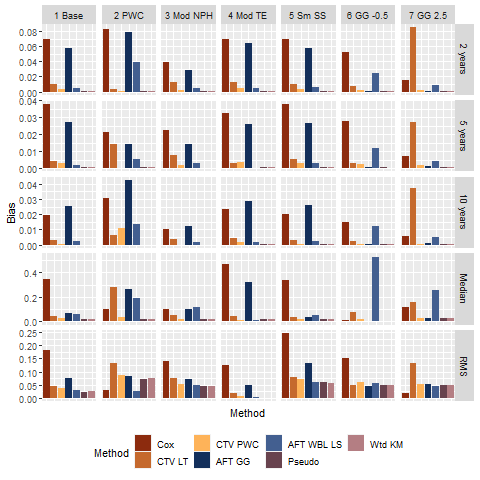 1 Base 2 PWC 3 Mod NPH 4 Mod TE 5 Sm SS 6 GG -0.5 7 GG 2.5
0.08
0.06
0.04
0.02
0.00
2 years
0.04
0.03
0.02
0.01
0.00
5 years
0.04
0.03
0.02
0.01
0.00
10 years
0.4
0.2
0.0
Median
0.25
0.20
0.15
0.10
0.05
0.00
RMS
Bias
Method
Method
Cox
CTV PWC
AFT WBL LS
Wtd KM
CTV LT
AFT GG
Pseudo